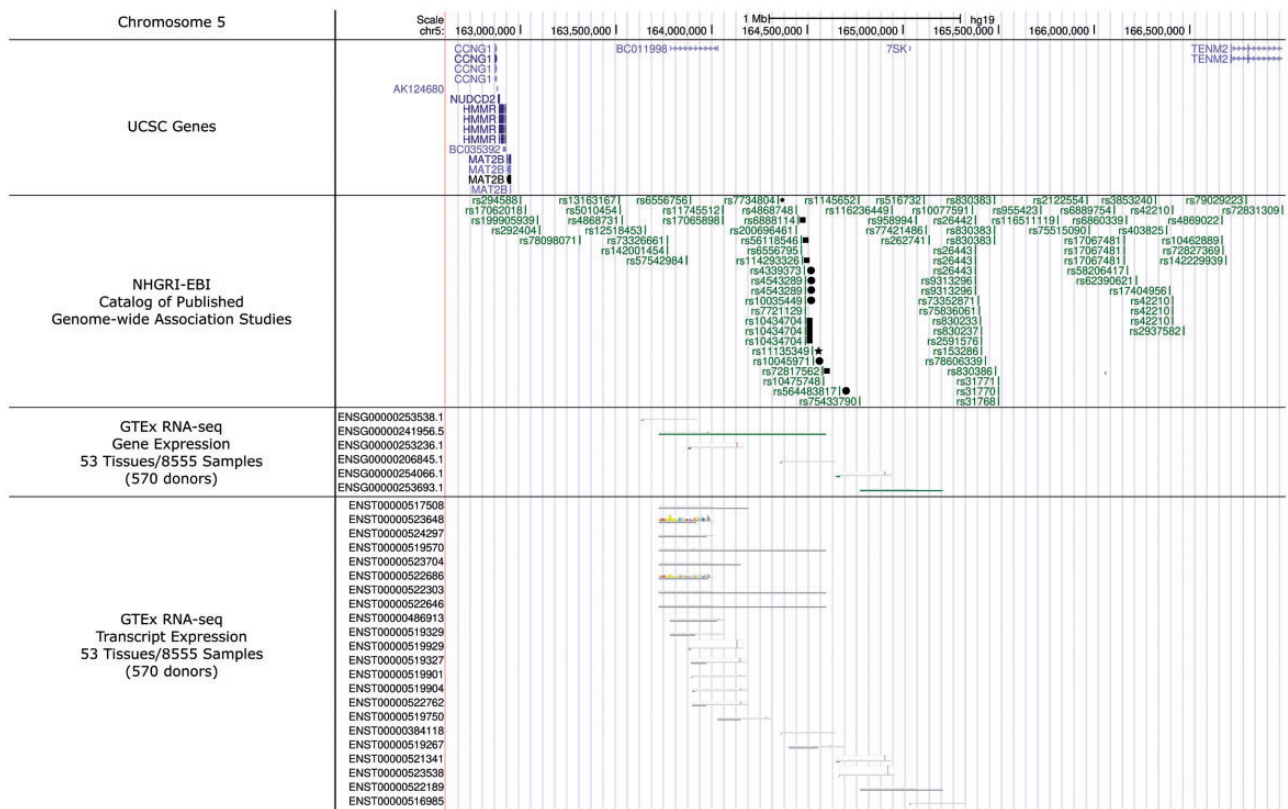 Chromosome 5
Scale 1 Mb hg19
chr5: 163,000,000 163,500,000 164,000,000 164,500,000 165,000,000 165,500,000 166,000,000 166,500,000
UCSC Genes
CCNG1 BC011998 7SK TENM2
CCNG1 TENM2
CCNG1
CCNG1
AK124680
NUDCD2
HMMR
HMMR
HMMR
HMMR
BC035392
MAT2B
MAT2B
MAT2B
MAT2B
NHGRI-EBI
Catalog of Published
Genome-wide Association Studies
rs294588 rs13163167 rs6556756 rs7734804 rs1145652 rs516732 rs830383 rs2122554 rs3853240 rs79029223
rs17062018 rs5010454 rs11745512 rs4868748 rs116236449 rs10077591 rs955423 rs6889754 rs42210 rs72831309
rs199905939 rs4868731 rs17065898 rs6888114 rs958994 rs26442 rs116511119 rs6860339 rs4869022
rs292404 rs12518453 rs200696461 rs77421486 rs830383 rs75515090 rs403825
rs78098071 rs73326661 rs56118546 rs262741 rs830383 rs17067481 rs10462889
rs142001454 rs6556795 rs26443 rs17067481 rs72827369
rs57542984 rs114293326 rs26443 rs17067481 rs142229939
rs4339373 rs26443 rs58206417
rs4543289 rs9313296 rs62390621
rs4543289 rs9313296 rs17404956
rs10035449 rs73352871 rs42210
rs7721129 rs75836061 rs42210
rs10434704 rs830233 rs42210
rs10434704 rs830237 rs2937582
rs10434704 rs2591576
rs11135349 rs153286
rs10045971 rs78606339
rs72817562 rs830386
rs10475748 rs31771
rs564483817 rs31770
rs75433790 rs31768
GTEx RNA-seq
Gene Expression
53 Tissues/8555 Samples
(570 donors)
ENSG00000253538.1
ENSG00000241956.5
ENSG00000253236.1
ENSG00000206845.1
ENSG00000254066.1
ENSG00000253693.1
GTEx RNA-seq
Transcript Expression
53 Tissues/8555 Samples
(570 donors)
ENST00000517508
ENST00000523648
ENST00000524297
ENST00000519570
ENST00000523704
ENST00000522686
ENST00000522303
ENST00000522646
ENST00000486913
ENST00000519329
ENST00000519929
ENST00000519327
ENST00000519901
ENST00000519904
ENST00000522762
ENST00000519750
ENST00000384118
ENST00000519267
ENST00000521341
ENST00000523538
ENST00000522189
ENST00000516985